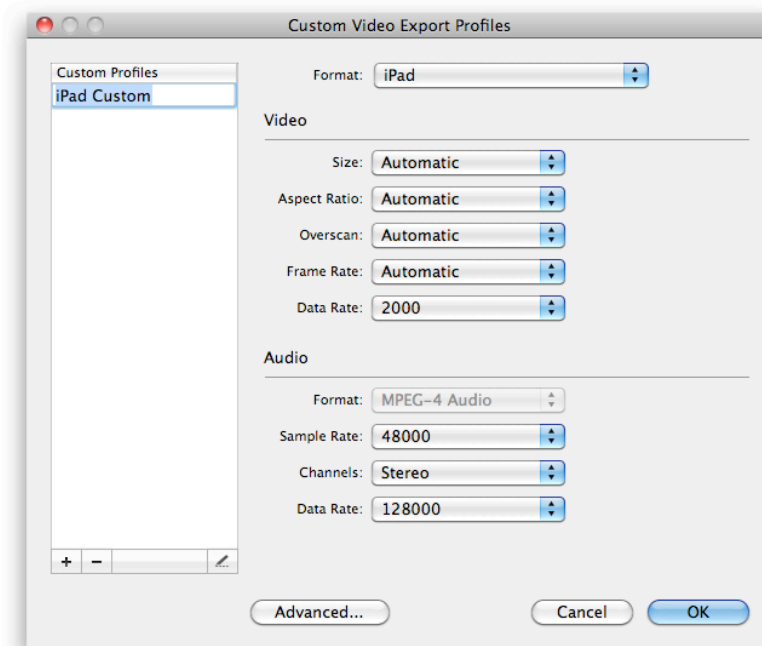 Custom Video Export Profiles
Custom Profiles
iPad Custom
Format: iPad
Video
Size: Automatic
Aspect Ratio: Automatic
Overscan: Automatic
Frame Rate: Automatic
Data Rate: 2000
Audio
Format: MPEG-4 Audio
Sample Rate: 48000
Channels: Stereo
Data Rate: 128000
+ −
Advanced... Cancel OK